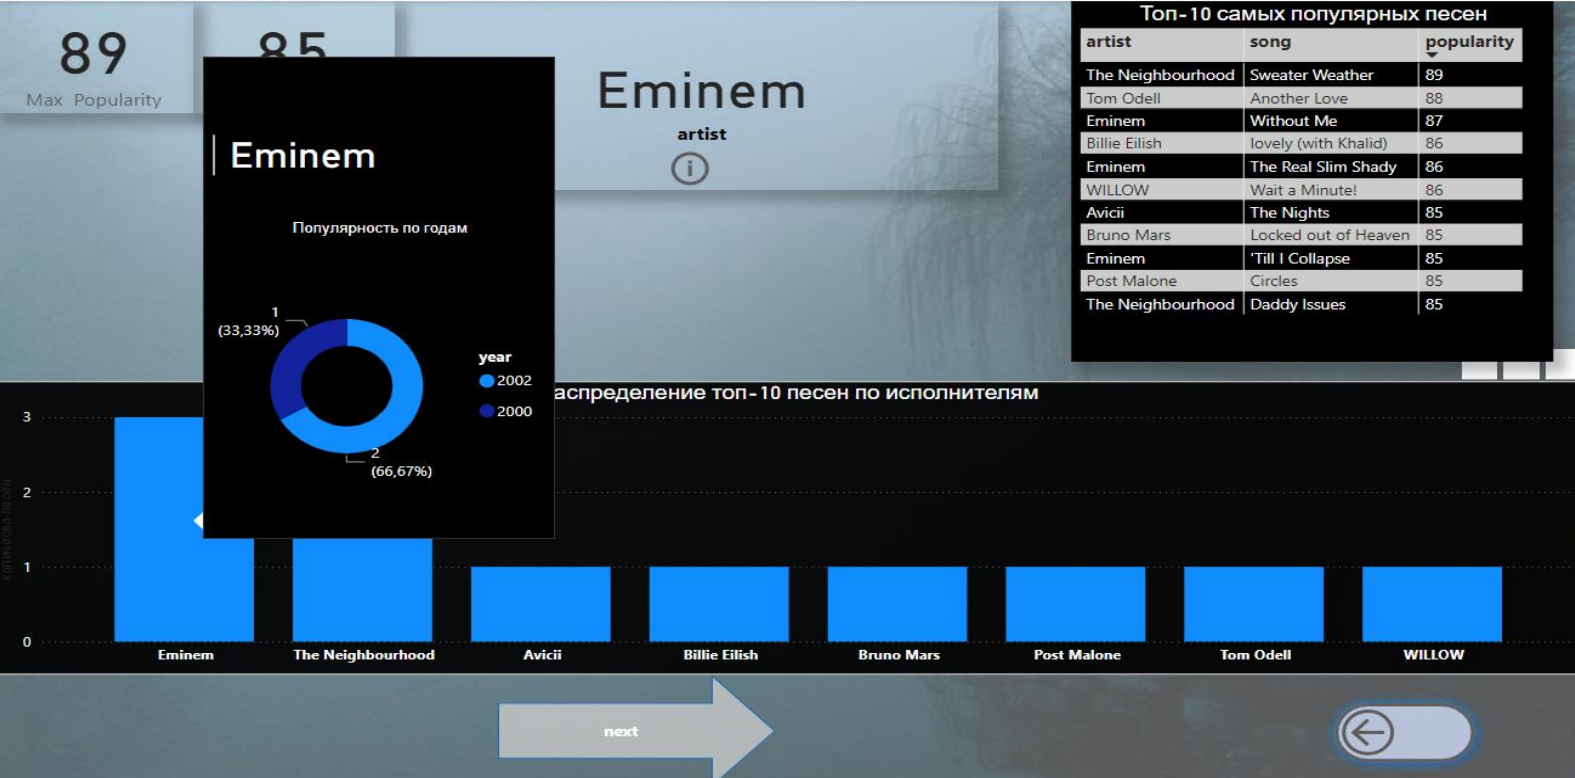 89
Max Popularity
85
Eminem
artist
Топ-10 самых популярных песен
artist song popularity
The Neighbourhood Sweater Weather 89
Tom Odell Another Love 88
Eminem Without Me 87
Billie Eilish lovely (with Khalid) 86
Eminem The Real Slim Shady 86
WILLOW Wait a Minute! 86
Avicii The Nights 85
Bruno Mars Locked out of Heaven 85
Eminem 'Till I Collapse 85
Post Malone Circles 85
The Neighbourhood Daddy Issues 85
Eminem
Популярность по годам
1
(33,33%)
year
2002
2000
2
(66,67%)
аспределение топ-10 песен по исполнителям
3
2
1
0
Eminem The Neighbourhood Avicii Billie Eilish Bruno Mars Post Malone Tom Odell WILLOW
next